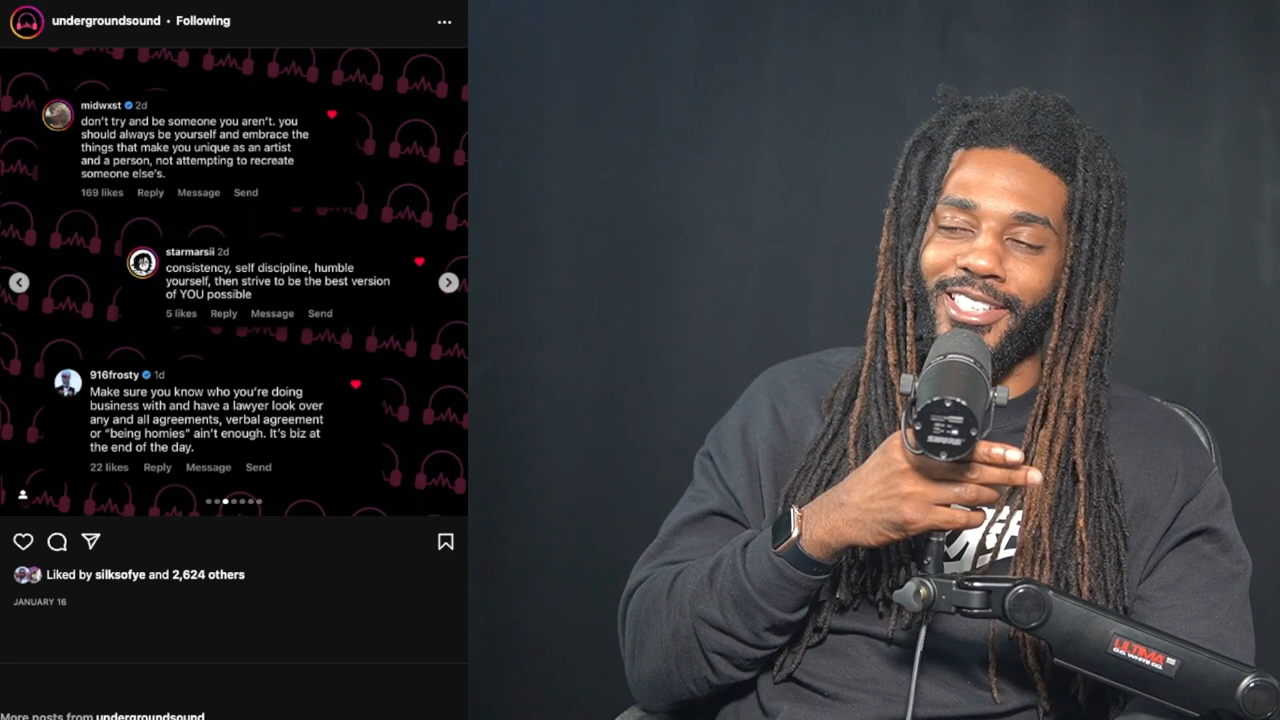 undergroundsound • Following
midwxst 2d
don't try and be someone you aren't. you
should always be yourself and embrace the
things that make you unique as an artist
and a person, not attempting to recreate
someone else's.
169 likes Reply Message Send
starmarsii 2d
consistency, self discipline, humble
yourself, then strive to be the best version
of YOU possible
5 likes Reply Message Send
916frosty 1d
Make sure you know who you're doing
business with and have a lawyer look over
any and all agreements, verbal agreement
or "being homies" ain't enough. It's biz at
the end of the day.
22 likes Reply Message Send
Liked by silksofye and 2,624 others
JANUARY 16
More posts from undergroundsound
ULTIMA
O.C. WHITE CO.